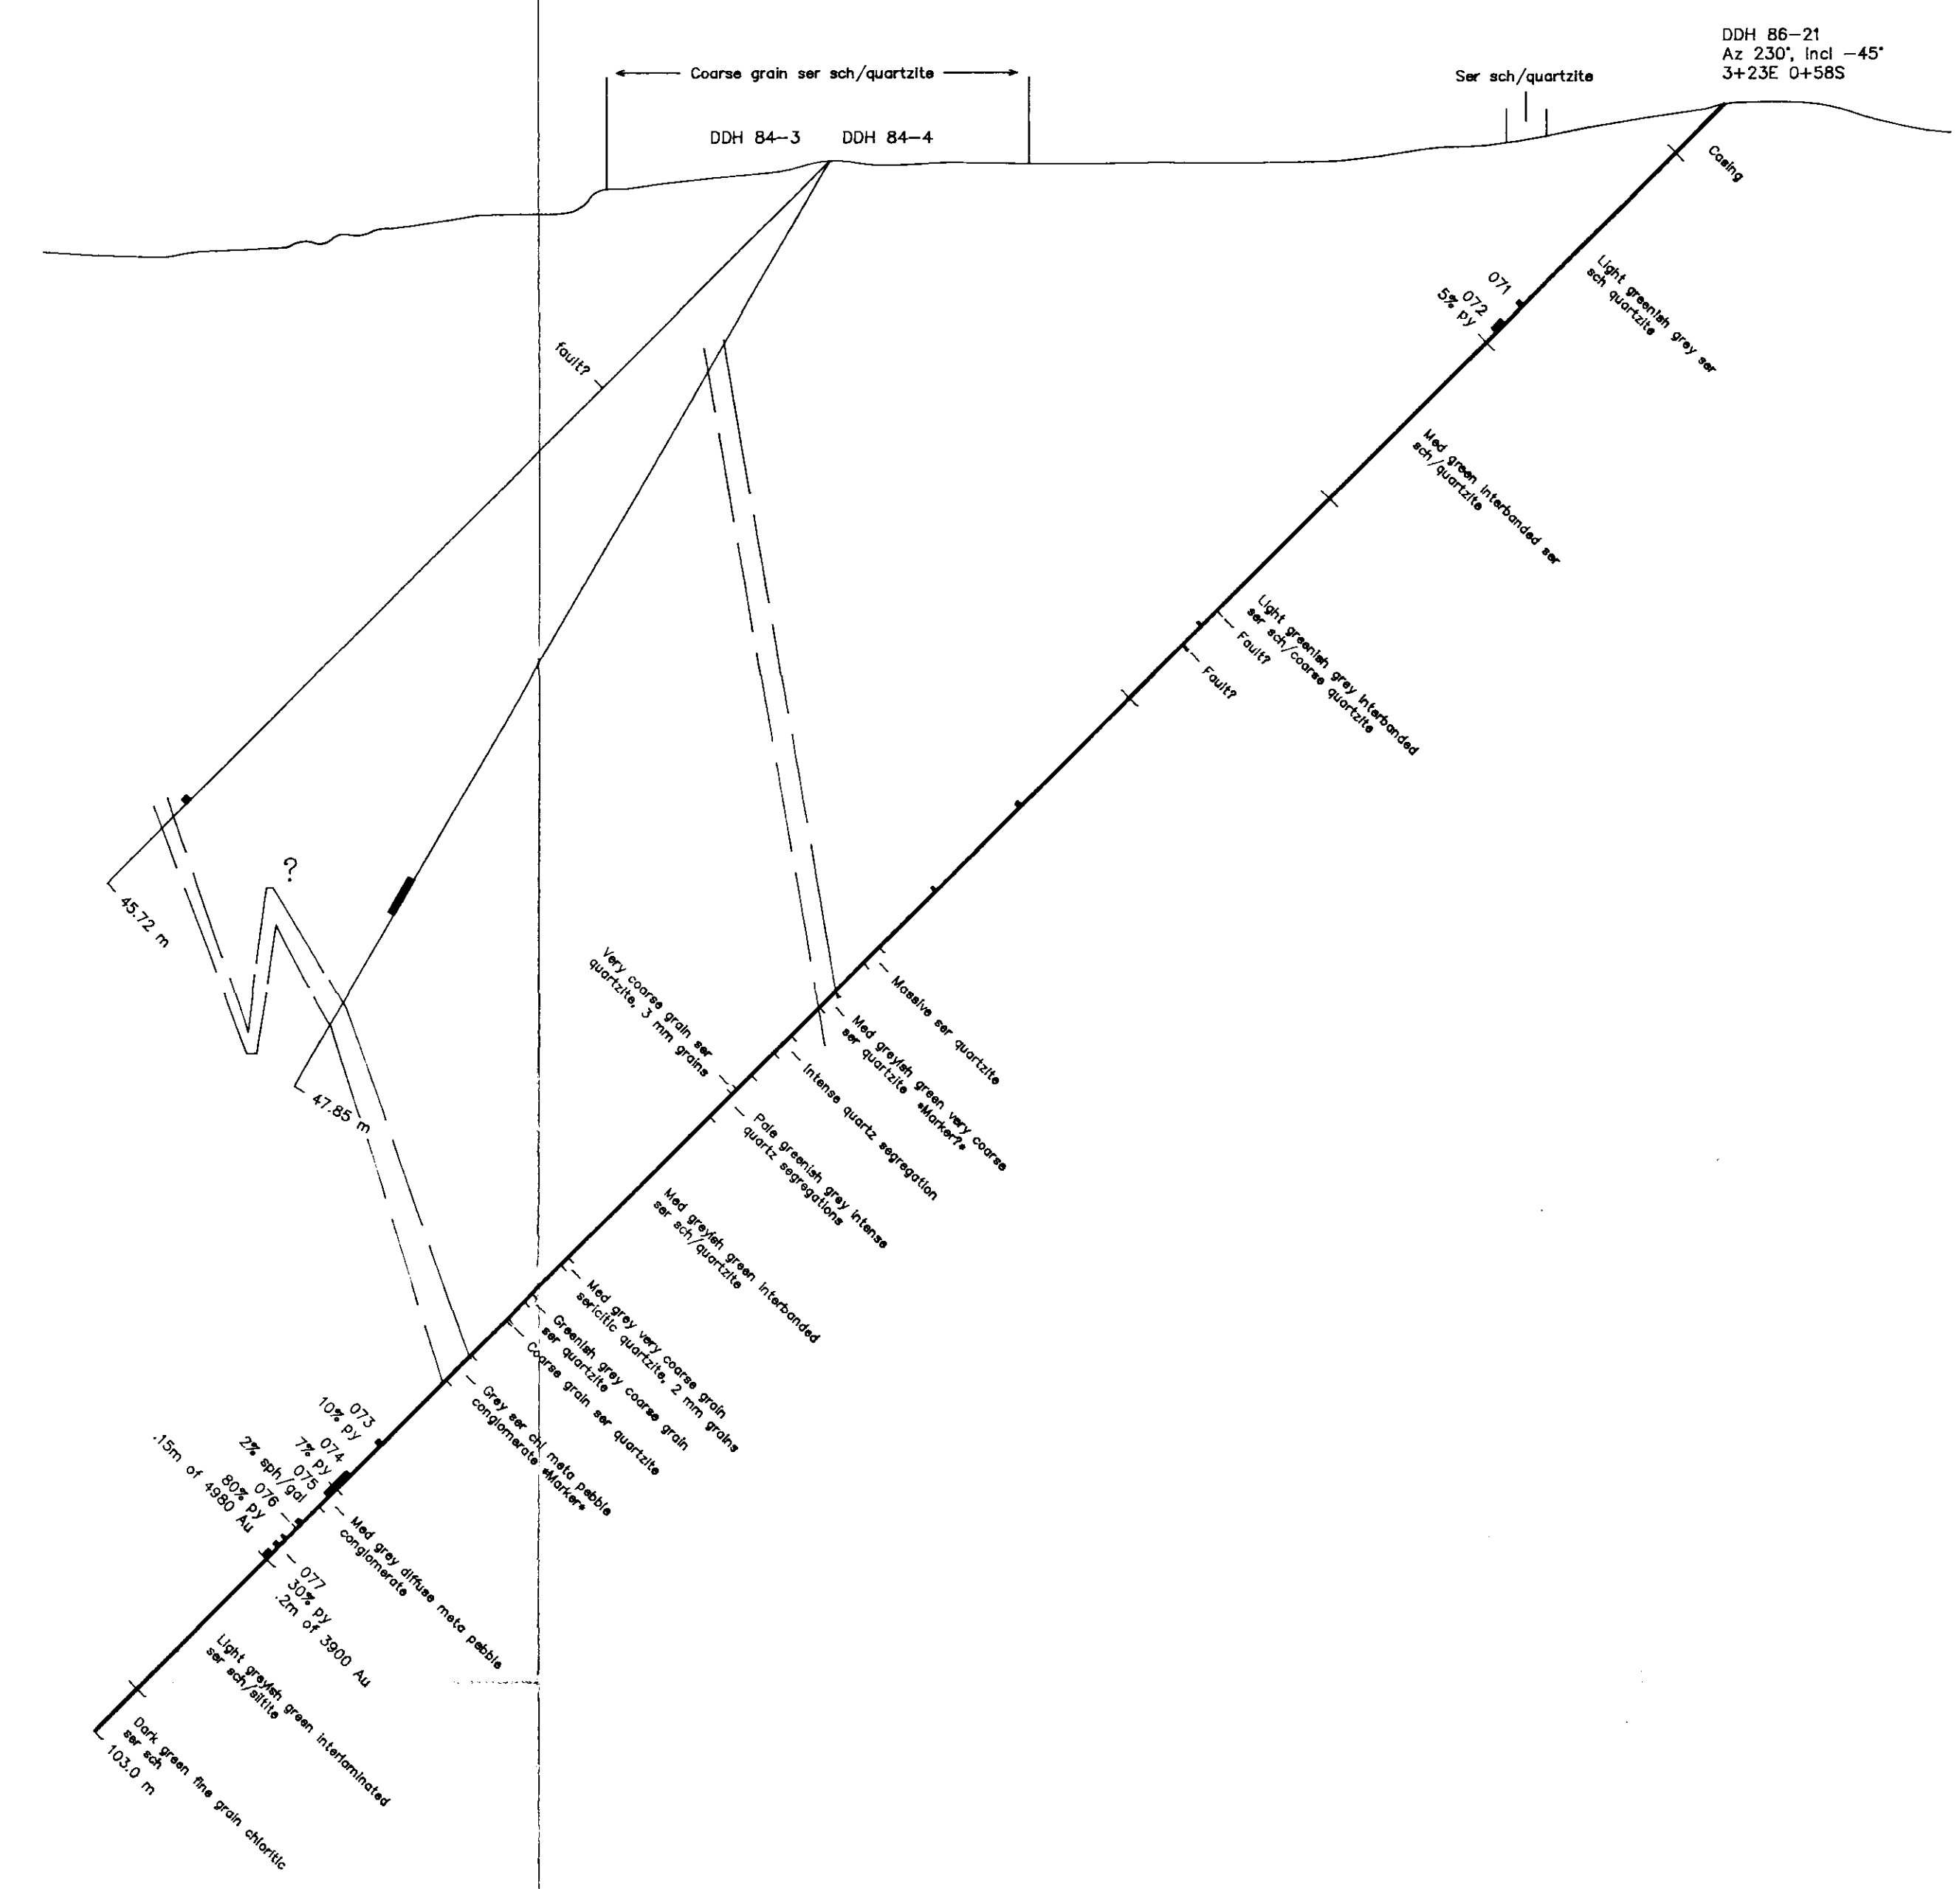 DDH 86-21
Az 230°, Incl -45°
3+23E 0+58S
Coarse grain ser sch/quartzite
Ser sch/quartzite
DDH 84-3
DDH 84-4
Casing
Light greenish grey ser
sch quartzite
071
072
5% py
fault?
Med green interbanded ser
sch/quartzite
Light greenish grey interbanded
ser sch/coarse quartzite
Fault?
Fault?
?
45.72 m
47.85 m
Massive ser quartzite
Med greyish green very coarse
ser quartzite *Marker?*
Very coarse grain ser
quartzite, 3 mm grains
Intense quartz segregation
Pale greenish grey intense
quartz segregations
Med greyish green interbanded
ser sch/quartzite
Med grey very coarse grain
sericitic quartzite, 2 mm grains
Greenish grey coarse grain
ser quartzite
Coarse grain ser quartzite
Grey ser chl meta pebble
conglomerate *Marker*
073
10% py
074
7% py
075
2% sph/gal
076
80% py
.15m of 4980 Au
Med grey diffuse meta pebble
conglomerate
077
30% py
.2m of 3900 Au
Light greyish green interlaminated
ser sch/siltite
Dark green fine grain chloritic
ser sch
103.0 m